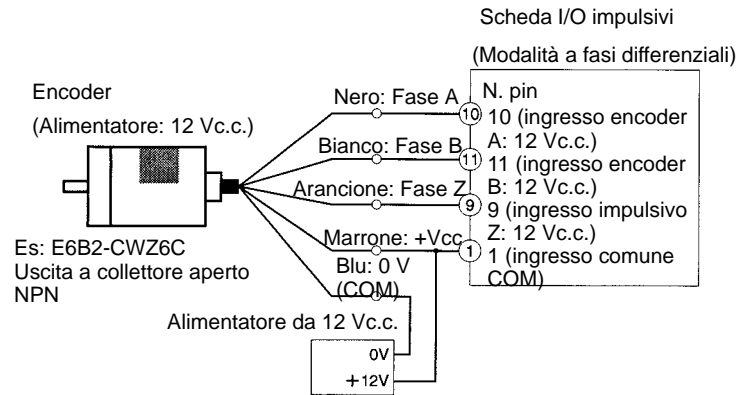 Scheda I/O impulsivi
(Modalità a fasi differenziali)
Encoder
(Alimentatore: 12 Vc.c.)
Es: E6B2-CWZ6C
Uscita a collettore aperto
NPN
Nero: Fase A
Bianco: Fase B
Arancione: Fase Z
Marrone: +Vcc
Blu: 0 V
(COM)
Alimentatore da 12 Vc.c.
0V
+12V
10
11
9
1
N. pin
10 (ingresso encoder
A: 12 Vc.c.)
11 (ingresso encoder
B: 12 Vc.c.)
9 (ingresso impulsivo
Z: 12 Vc.c.)
1 (ingresso comune
COM)